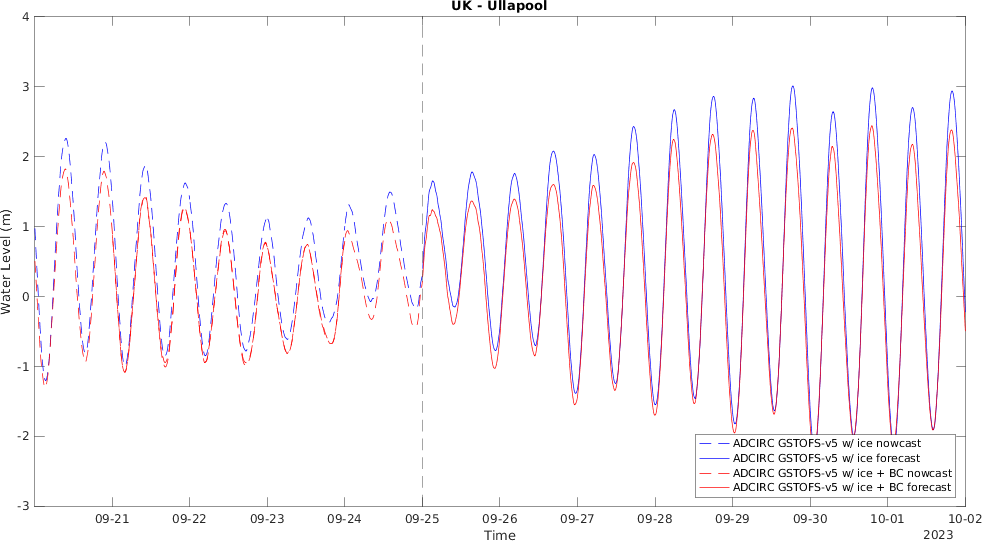 UK - Ullapool
4
3
2
1
0
-1
-2
-3
Water Level (m)
ADCIRC GSTOFS-v5 w/ ice nowcast
ADCIRC GSTOFS-v5 w/ ice forecast
ADCIRC GSTOFS-v5 w/ ice + BC nowcast
ADCIRC GSTOFS-v5 w/ ice + BC forecast
09-21 09-22 09-23 09-24 09-25 09-26 09-27 09-28 09-29 09-30 10-01 10-02
Time
2023